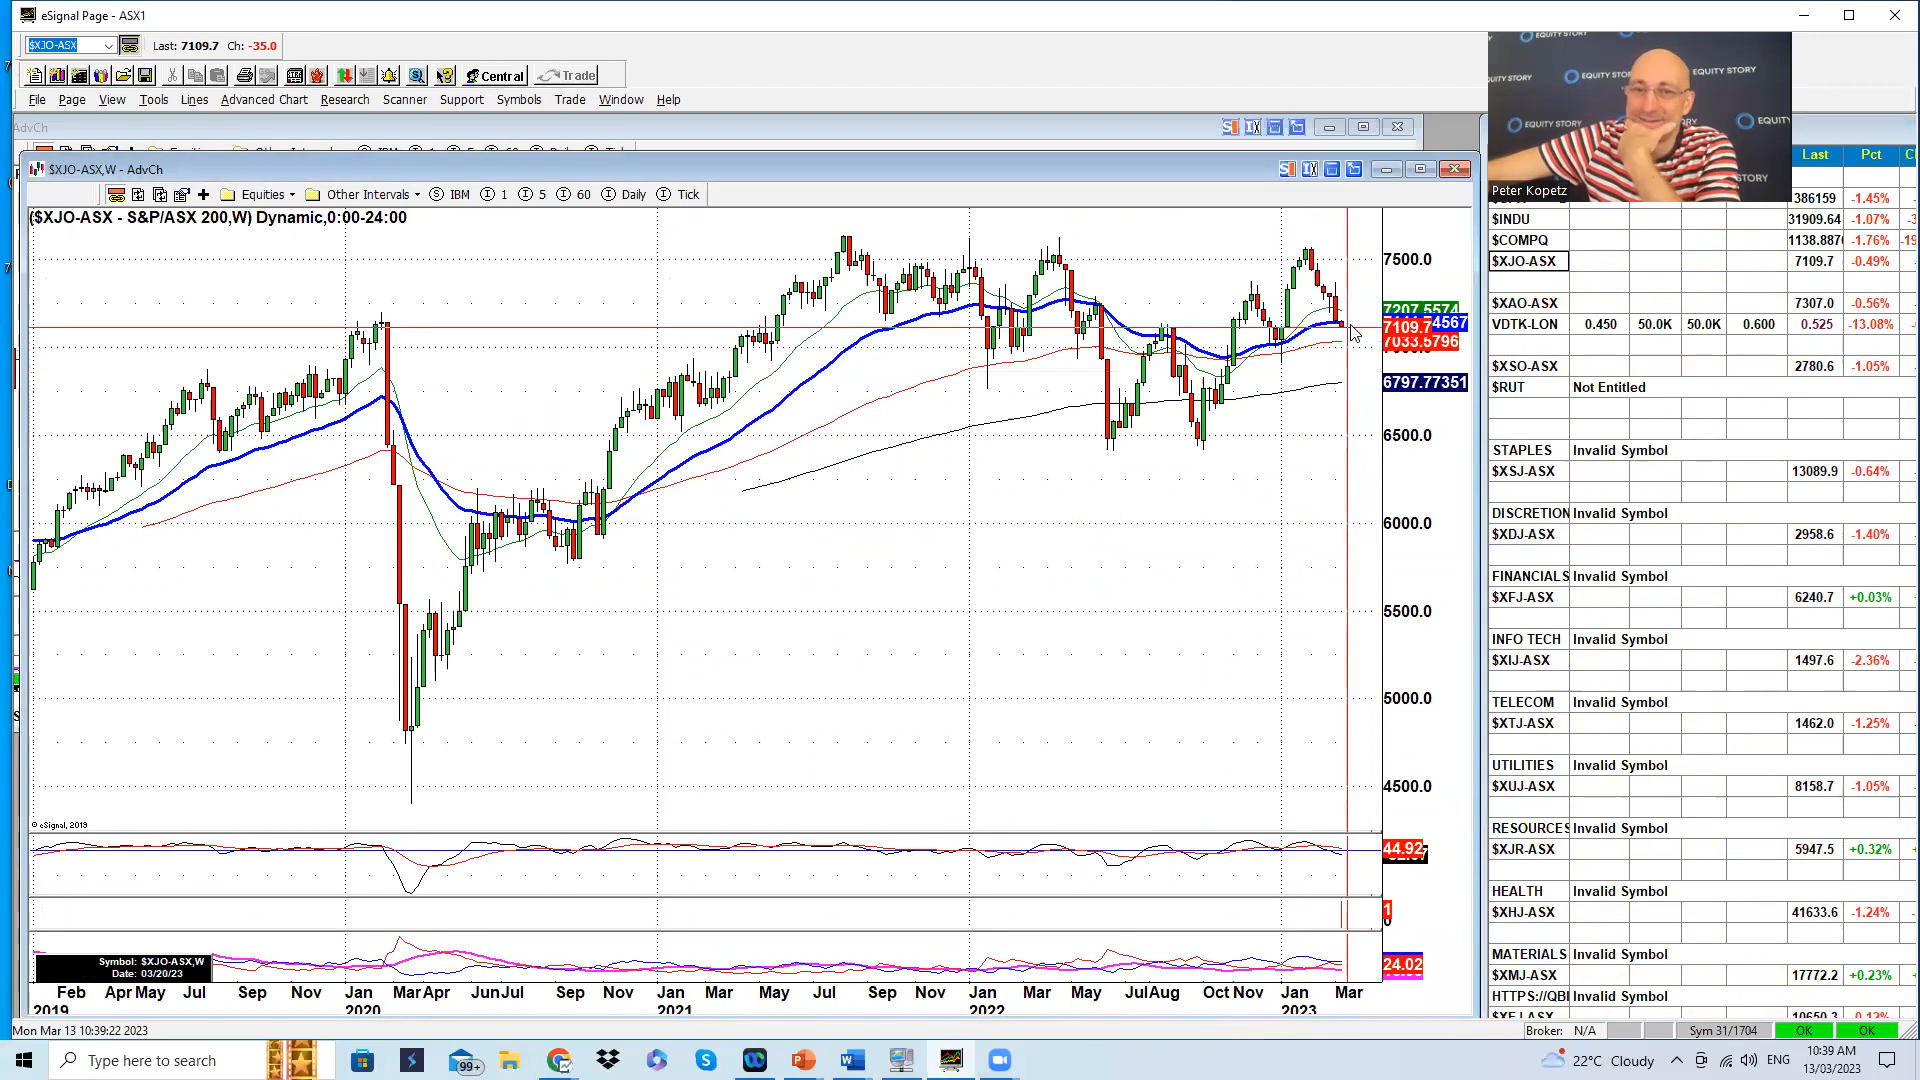 eSignal Page - ASX1
$XJO-ASX Last: 7109.7 Ch: -35.0
Central Trade
File Page View Tools Lines Advanced Chart Research Scanner Support Symbols Trade Window Help
AdvCh
$XJO-ASX,W - AdvCh
Equities Other Intervals IBM 1 5 60 Daily Tick
($XJO-ASX - S&P/ASX 200,W) Dynamic,0:00-24:00
7500.0
7207.5574
7109.7
4567
7033.5796
6797.77351
6500.0
6000.0
5500.0
5000.0
4500.0
© eSignal, 2019
44.92
1
0
24.02
Symbol: $XJO-ASX,W
Date: 03/20/23
Feb Apr May Jul Sep Nov Jan Mar Apr Jun Jul Sep Nov Jan Mar May Jul Sep Nov Jan Mar May Jul Aug Oct Nov Jan Mar
2019 2020 2021 2022 2023
Mon Mar 13 10:39:22 2023
EQUITY STORY
EQUITY STORY
EQUITY STORY
Peter Kopetz
Last Pct
386159 -1.45%
$INDU 31909.64 -1.07%
$COMPQ 1138.8870 -1.76%
$XJO-ASX 7109.7 -0.49%
$XAO-ASX 7307.0 -0.56%
VDTK-LON 0.450 50.0K 50.0K 0.600 0.525 -13.08%
$XSO-ASX 2780.6 -1.05%
$RUT Not Entitled
STAPLES Invalid Symbol
$XSJ-ASX 13089.9 -0.64%
DISCRETION Invalid Symbol
$XDJ-ASX 2958.6 -1.40%
FINANCIALS Invalid Symbol
$XFJ-ASX 6240.7 +0.03%
INFO TECH Invalid Symbol
$XIJ-ASX 1497.6 -2.36%
TELECOM Invalid Symbol
$XTJ-ASX 1462.0 -1.25%
UTILITIES Invalid Symbol
$XUJ-ASX 8158.7 -1.05%
RESOURCES Invalid Symbol
$XJR-ASX 5947.5 +0.32%
HEALTH Invalid Symbol
$XHJ-ASX 41633.6 -1.24%
MATERIALS Invalid Symbol
$XMJ-ASX 17772.2 +0.23%
HTTPS://QBI Invalid Symbol
Broker: N/A Sym 31/1704 OK OK
Type here to search
99+
22°C Cloudy ENG 10:39 AM
13/03/2023